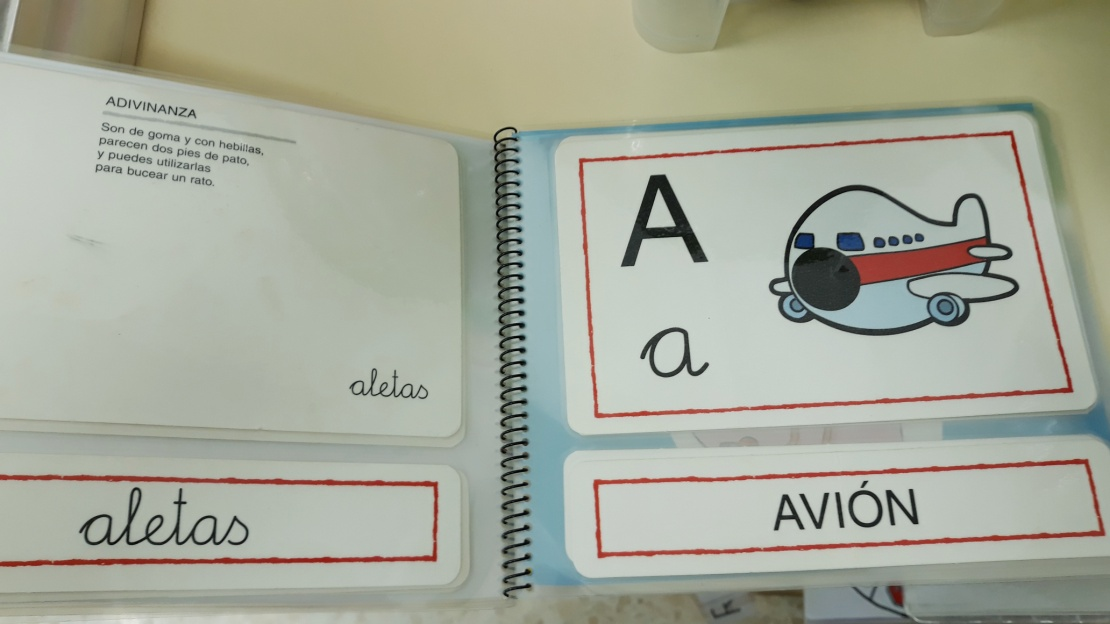 ADIVINANZA
Son de goma y con hebillas,
parecen dos pies de pato,
y puedes utilizarlas
para bucear un rato.
aletas
aletas
A
a
AVIÓN
F